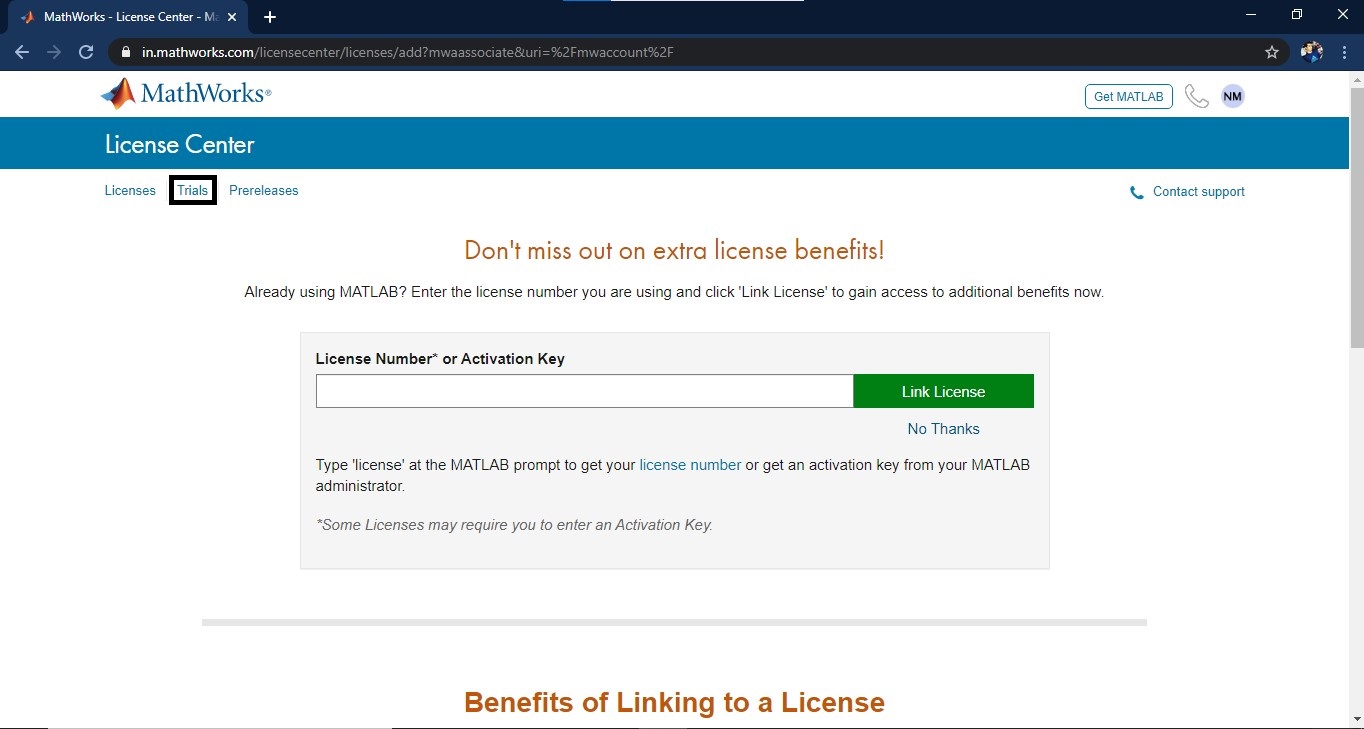 MathWorks - License Center - Ma
in.mathworks.com/licensecenter/licenses/add?mwaassociate&uri=%2Fmwaccount%2F
MathWorks®
Get MATLAB
NM
License Center
Licenses
Trials
Prereleases
Contact support
Don't miss out on extra license benefits!
Already using MATLAB? Enter the license number you are using and click 'Link License' to gain access to additional benefits now.
License Number* or Activation Key
Link License
No Thanks
Type 'license' at the MATLAB prompt to get your license number or get an activation key from your MATLAB
administrator.
*Some Licenses may require you to enter an Activation Key.
Benefits of Linking to a License